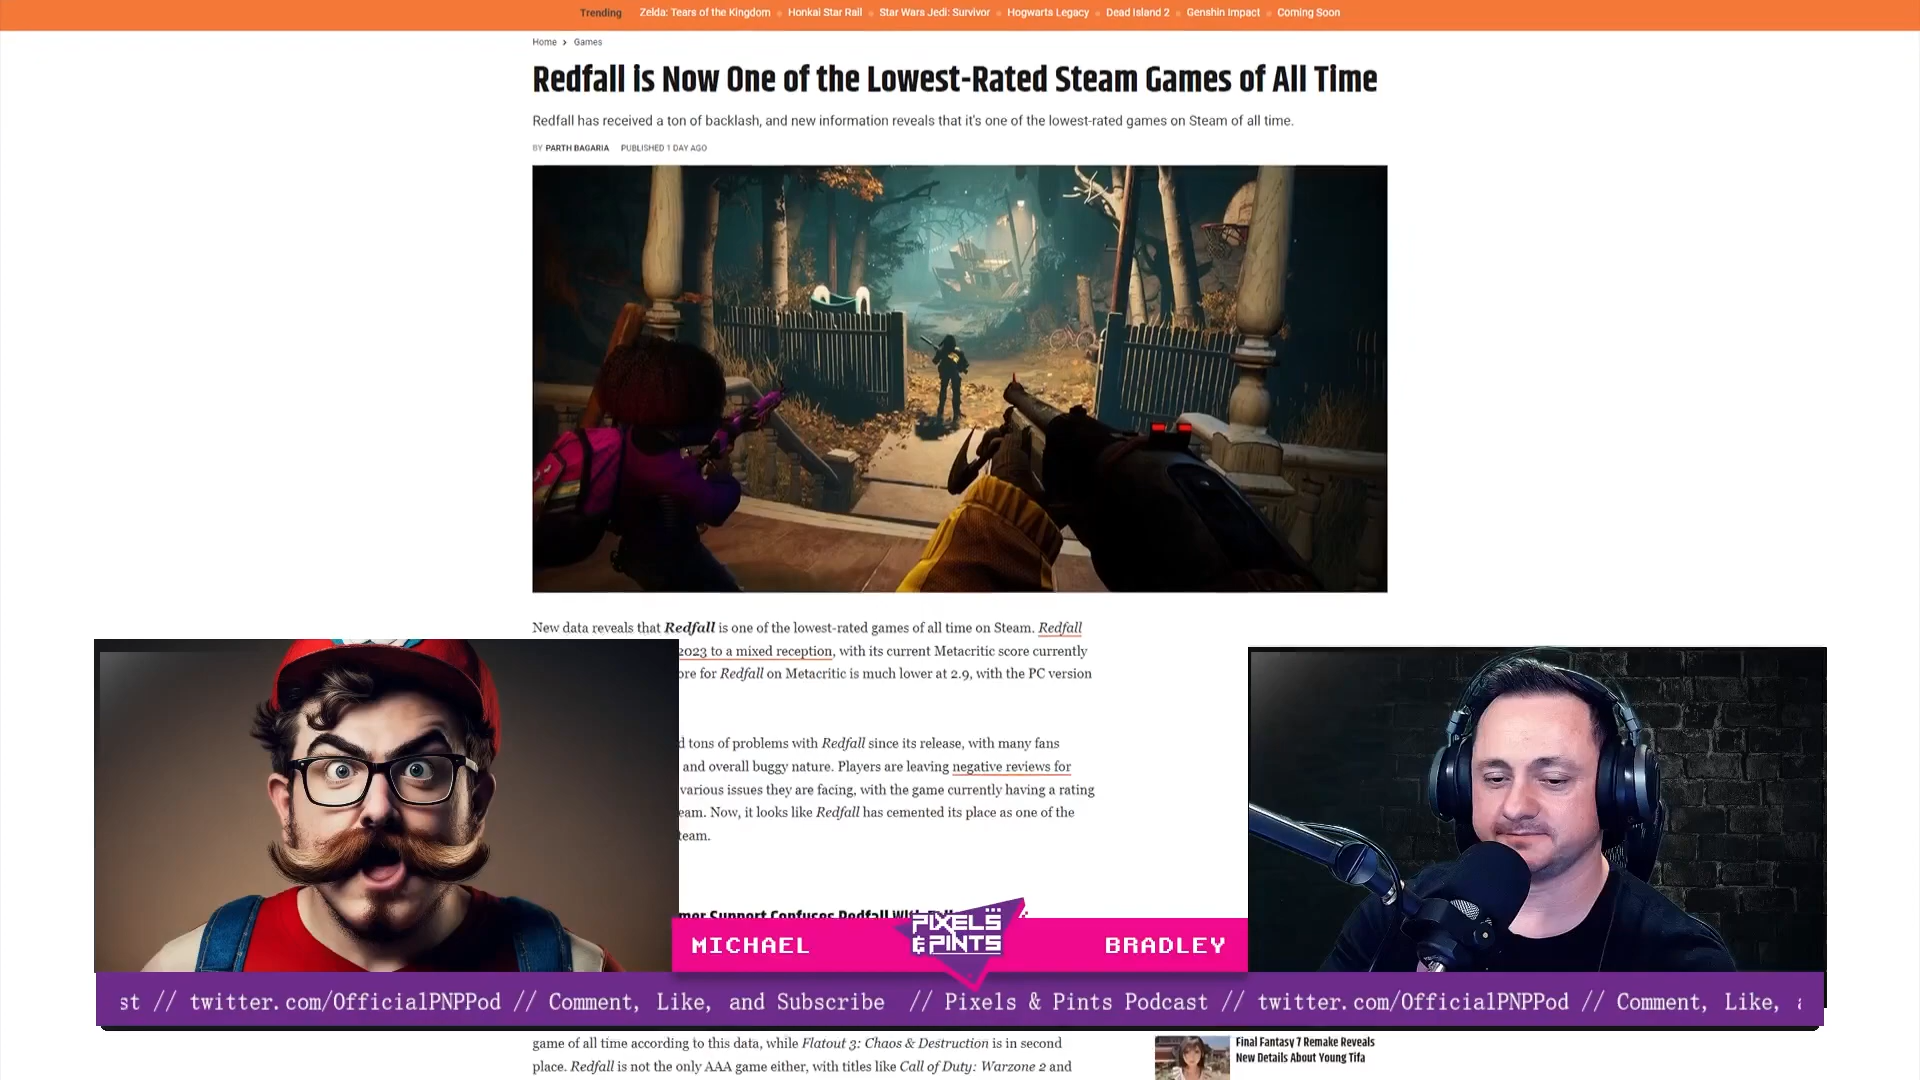 Trending Zelda: Tears of the Kingdom Honkai Star Rail Star Wars Jedi: Survivor Hogwarts Legacy Dead Island 2 Genshin Impact Coming Soon
Home > Games
Redfall is Now One of the Lowest-Rated Steam Games of All Time
Redfall has received a ton of backlash, and new information reveals that it's one of the lowest-rated games on Steam of all time.
BY PARTH BAGARIA PUBLISHED 1 DAY AGO
New data reveals that Redfall is one of the lowest-rated games of all time on Steam. Redfall
2023 to a mixed reception, with its current Metacritic score currently
for Redfall on Metacritic is much lower at 2.9, with the PC version
tons of problems with Redfall since its release, with many fans
and overall buggy nature. Players are leaving negative reviews for
various issues they are facing, with the game currently having a rating
Now, it looks like Redfall has cemented its place as one of the
Support Confuses Redfall
PIXELS
& PINTS
MICHAEL
BRADLEY
st // twitter.com/OfficialPNPPod // Comment, Like, and Subscribe // Pixels & Pints Podcast // twitter.com/OfficialPNPPod // Comment, Like,
game of all time according to this data, while Flatout 3: Chaos & Destruction is in second
place. Redfall is not the only AAA game either, with titles like Call of Duty: Warzone 2 and
Final Fantasy 7 Remake Reveals
New Details About Young Tifa